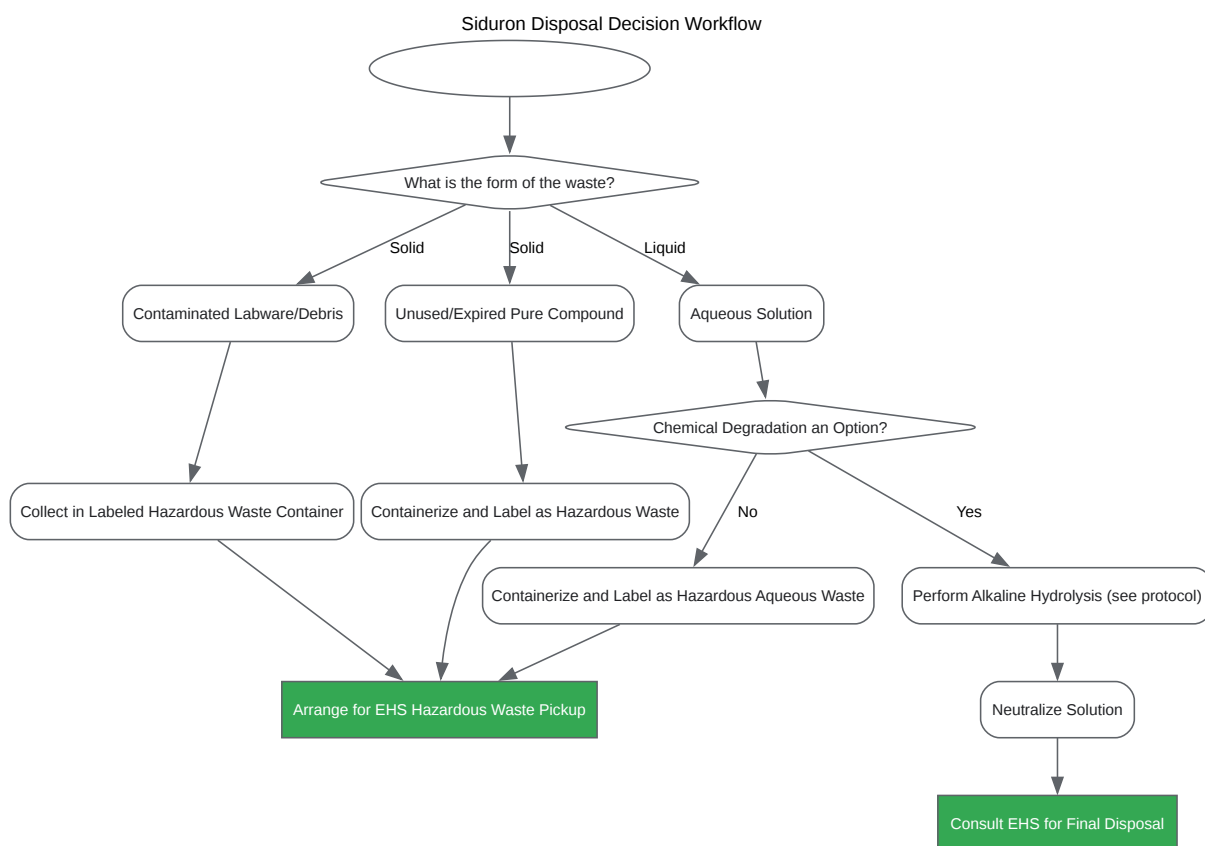 Siduron Disposal Decision Workflow
What is the form of the waste?
Solid
Solid
Liquid
Contaminated Labware/Debris
Unused/Expired Pure Compound
Aqueous Solution
Chemical Degradation an Option?
Collect in Labeled Hazardous Waste Container
Containerize and Label as Hazardous Waste
No
Yes
Containerize and Label as Hazardous Aqueous Waste
Perform Alkaline Hydrolysis (see protocol)
Arrange for EHS Hazardous Waste Pickup
Neutralize Solution
Consult EHS for Final Disposal